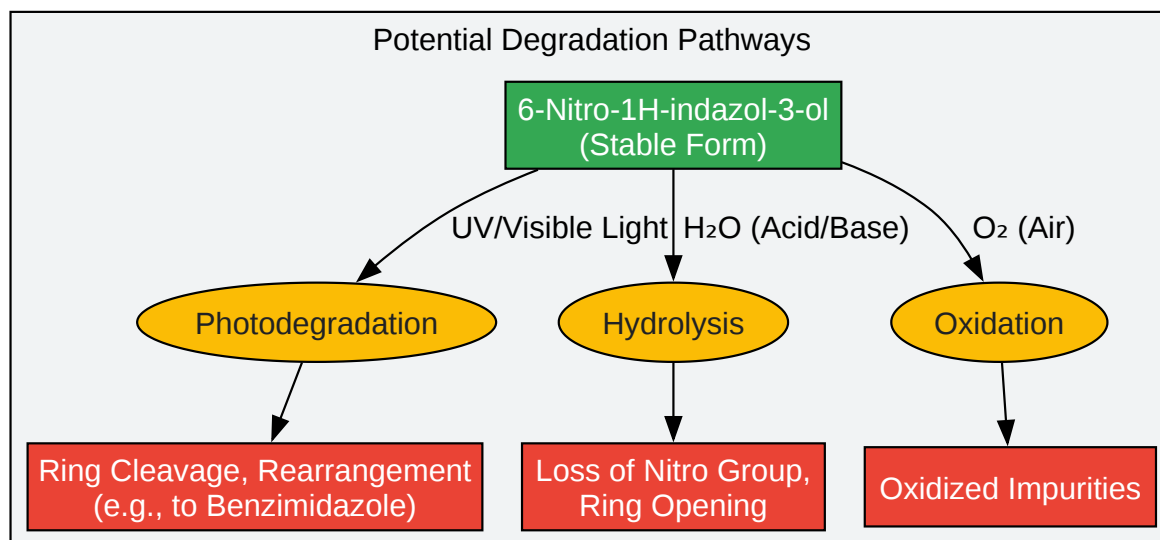 Potential Degradation Pathways
6-Nitro-1H-indazol-3-ol
(Stable Form)
UV/Visible Light
H₂O (Acid/Base)
O₂ (Air)
Photodegradation
Hydrolysis
Oxidation
Ring Cleavage, Rearrangement
(e.g., to Benzimidazole)
Loss of Nitro Group,
Ring Opening
Oxidized Impurities